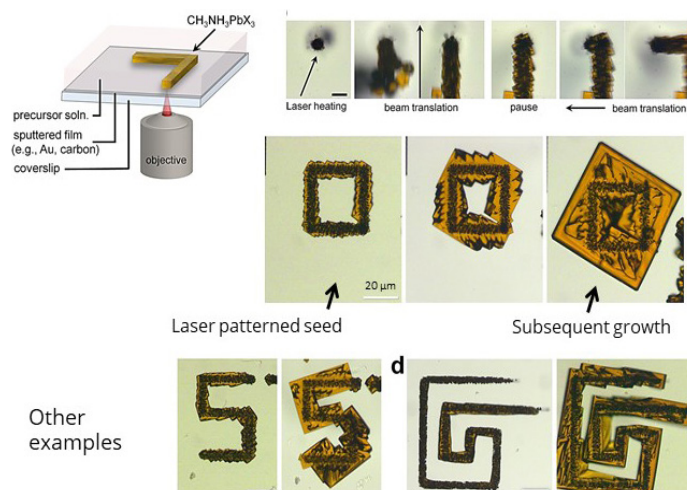 CH3NH3PbX3
precursor soln.
sputtered film
(e.g., Au, carbon)
coverslip
objective
Laser heating
beam translation
pause
beam translation
20 µm
Laser patterned seed
Subsequent growth
d
Other
examples